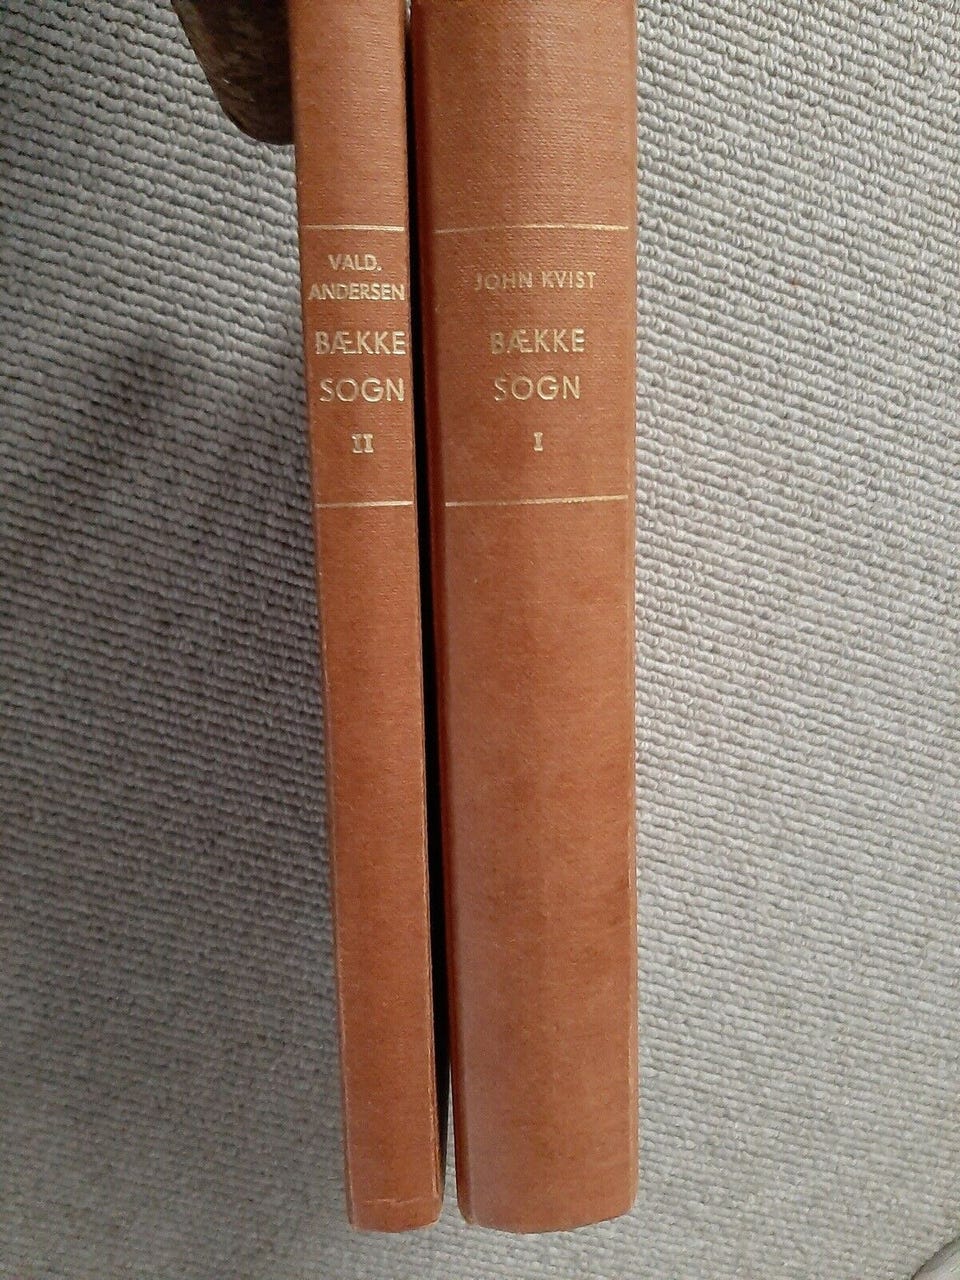 VALD.
ANDERSEN
BÆKKE
SOGN
II
JOHN KVIST
BÆKKE
SOGN
I